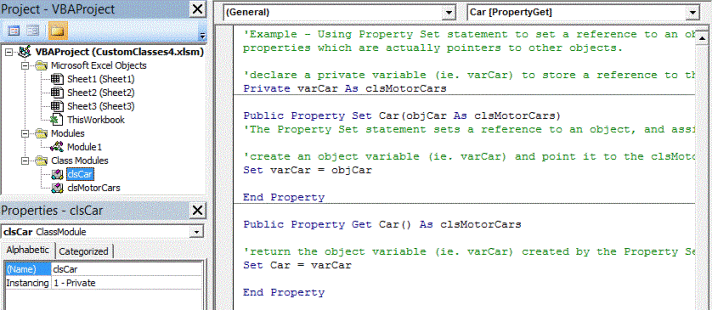 Project - VBAProject
VBAProject (CustomClasses4.xlsm)
Microsoft Excel Objects
Sheet1 (Sheet1)
Sheet2 (Sheet2)
Sheet3 (Sheet3)
ThisWorkbook
Modules
Module1
Class Modules
clsCar
clsMotorCars
Properties - clsCar
clsCar ClassModule
Alphabetic Categorized
(Name) clsCar
Instancing 1 - Private
(General) Car [PropertyGet]
'Example - Using Property Set statement to set a reference to an ob
properties which are actually pointers to other objects.
'declare a private variable (ie. varCar) to store a reference to th
Private varCar As clsMotorCars
Public Property Set Car(objCar As clsMotorCars)
'The Property Set statement sets a reference to an object, and assi
'create an object variable (ie. varCar) and point it to the clsMoto
Set varCar = objCar
End Property
Public Property Get Car() As clsMotorCars
'return the object variable (ie. varCar) created by the Property Se
Set Car = varCar
End Property